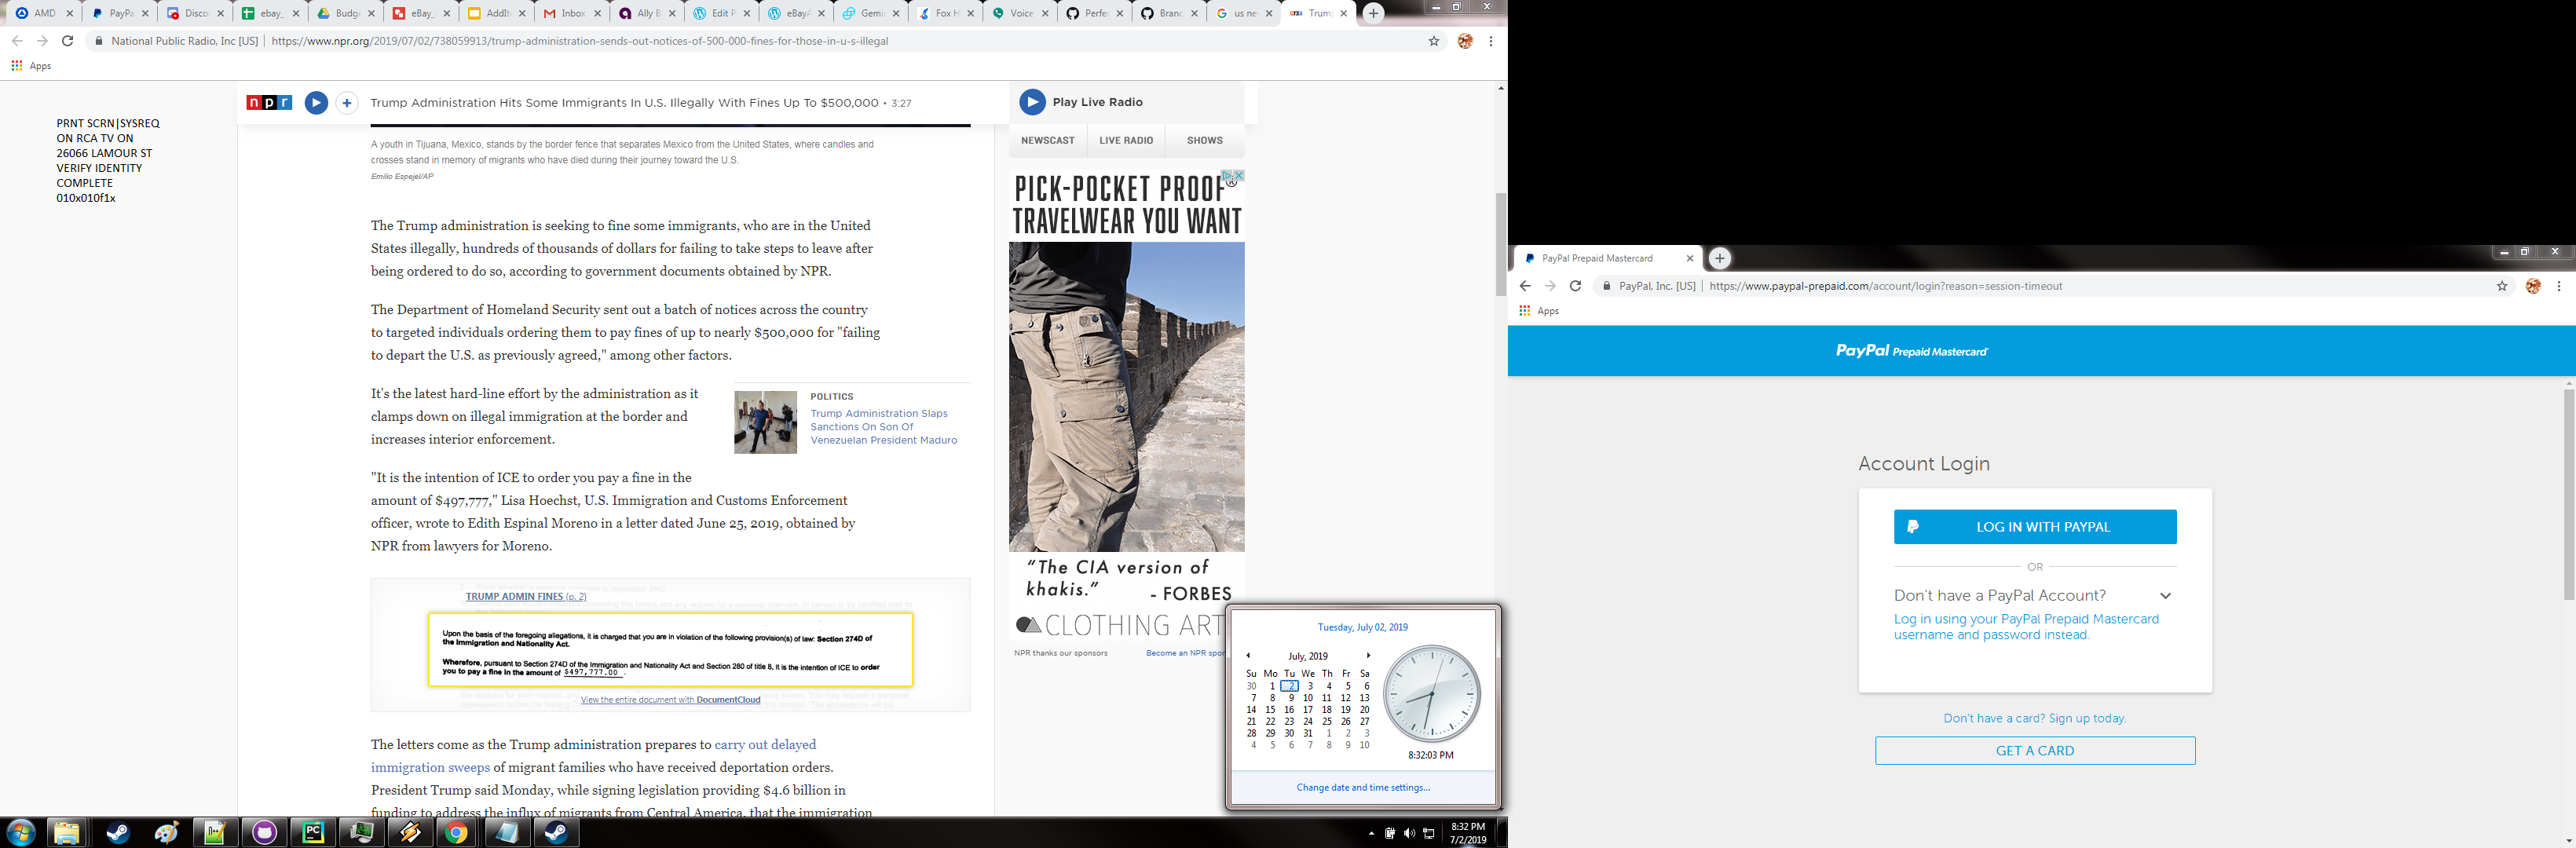 AMD
PayPa
Disco
ebay_
Budge
eBay_
AddIt
Inbox
Ally B
Edit P
eBayA
Gemin
Fox H
Voice
Perfec
Branc
us ne
Trump
National Public Radio, Inc [US] | https://www.npr.org/2019/07/02/738059913/trump-administration-sends-out-notices-of-500-000-fines-for-those-in-u-s-illegal
Apps
PRNT SCRN|SYSREQ
ON RCA TV ON
26066 LAMOUR ST
VERIFY IDENTITY
COMPLETE
010x010f1x
npr
Trump Administration Hits Some Immigrants In U.S. Illegally With Fines Up To $500,000 • 3:27
A youth in Tijuana, Mexico, stands by the border fence that separates Mexico from the United States, where candles and
crosses stand in memory of migrants who have died during their journey toward the U.S.
Emilio Espejel/AP
The Trump administration is seeking to fine some immigrants, who are in the United
States illegally, hundreds of thousands of dollars for failing to take steps to leave after
being ordered to do so, according to government documents obtained by NPR.
The Department of Homeland Security sent out a batch of notices across the country
to targeted individuals ordering them to pay fines of up to nearly $500,000 for "failing
to depart the U.S. as previously agreed," among other factors.
It's the latest hard-line effort by the administration as it
clamps down on illegal immigration at the border and
increases interior enforcement.
POLITICS
Trump Administration Slaps
Sanctions On Son Of
Venezuelan President Maduro
"It is the intention of ICE to order you pay a fine in the
amount of $497,777," Lisa Hoechst, U.S. Immigration and Customs Enforcement
officer, wrote to Edith Espinal Moreno in a letter dated June 25, 2019, obtained by
NPR from lawyers for Moreno.
TRUMP ADMIN FINES (p. 2)
Upon the basis of the foregoing allegations, it is charged that you are in violation of the following provision(s) of law: Section 274D of
the Immigration and Nationality Act.
Wherefore, pursuant to Section 274D of the Immigration and Nationality Act and Section 280 of title 8, it is the intention of ICE to order
you to pay a fine in the amount of $497,777.00 .
View the entire document with DocumentCloud
The letters come as the Trump administration prepares to carry out delayed
immigration sweeps of migrant families who have received deportation orders.
President Trump said Monday, while signing legislation providing $4.6 billion in
funding to address the influx of migrants from Central America, that the immigration
Play Live Radio
NEWSCAST
LIVE RADIO
SHOWS
PICK-POCKET PROOF®
TRAVELWEAR YOU WANT
"The CIA version of
khakis."
- FORBES
CLOTHING ART
NPR thanks our sponsors
Become an NPR spon
Tuesday, July 02, 2019
July, 2019
Su Mo Tu We Th Fr Sa
30 1 2 3 4 5 6
7 8 9 10 11 12 13
14 15 16 17 18 19 20
21 22 23 24 25 26 27
28 29 30 31 1 2 3
4 5 6 7 8 9 10
8:32:03 PM
Change date and time settings...
PC
8:32 PM
7/2/2019
PayPal Prepaid Mastercard
PayPal, Inc. [US] | https://www.paypal-prepaid.com/account/login?reason=session-timeout
Apps
PayPal Prepaid Mastercard
Account Login
LOG IN WITH PAYPAL
OR
Don't have a PayPal Account?
Log in using your PayPal Prepaid Mastercard
username and password instead.
Don't have a card? Sign up today.
GET A CARD